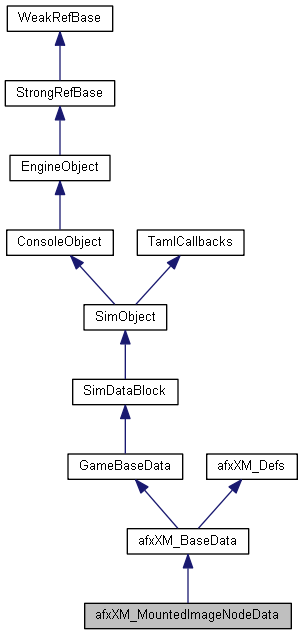 WeakRefBase
StrongRefBase
EngineObject
ConsoleObject
TamlCallbacks
SimObject
SimDataBlock
GameBaseData
afxXM_Defs
afxXM_BaseData
afxXM_MountedImageNodeData